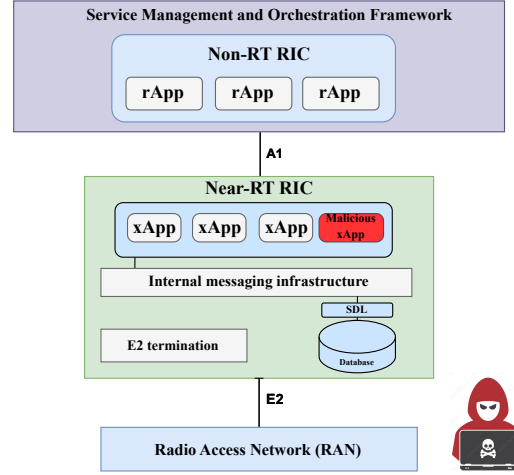 Service Management and Orchestration Framework
Non-RT RIC
rApp
rApp
rApp
A1
Near-RT RIC
xApp
xApp
xApp
Malicious
xApp
Internal messaging infrastructure
SDL
E2 termination
Database
E2
Radio Access Network (RAN)